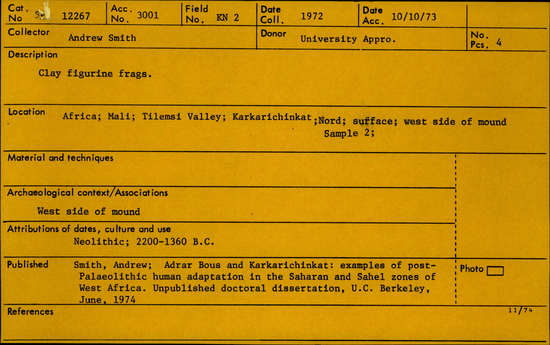 Cat. No 12267 Acc. No. 3001 Field No. KN 2 Date Coll. 1972 Date Acc. 10/10/73
Collector Andrew Smith Donor University Appro. No. Pcs. 4
Description
Clay figurine frags.
Location Africa; Mali; Tilemsi Valley; Karkarichinkat;Nord; surface; west side of mound
Sample 2;
Material and techniques
Archaeological context/Associations
West side of mound
Attributions of dates, culture and use
Neolithic; 2200-1360 B.C.
Published Smith, Andrew; Adrar Bous and Karkarichinkat: examples of post-
Palaeolithic human adaptation in the Saharan and Sahel zones of
West Africa. Unpublished doctoral dissertation, U.C. Berkeley,
June, 1974
Photo
References 11/74